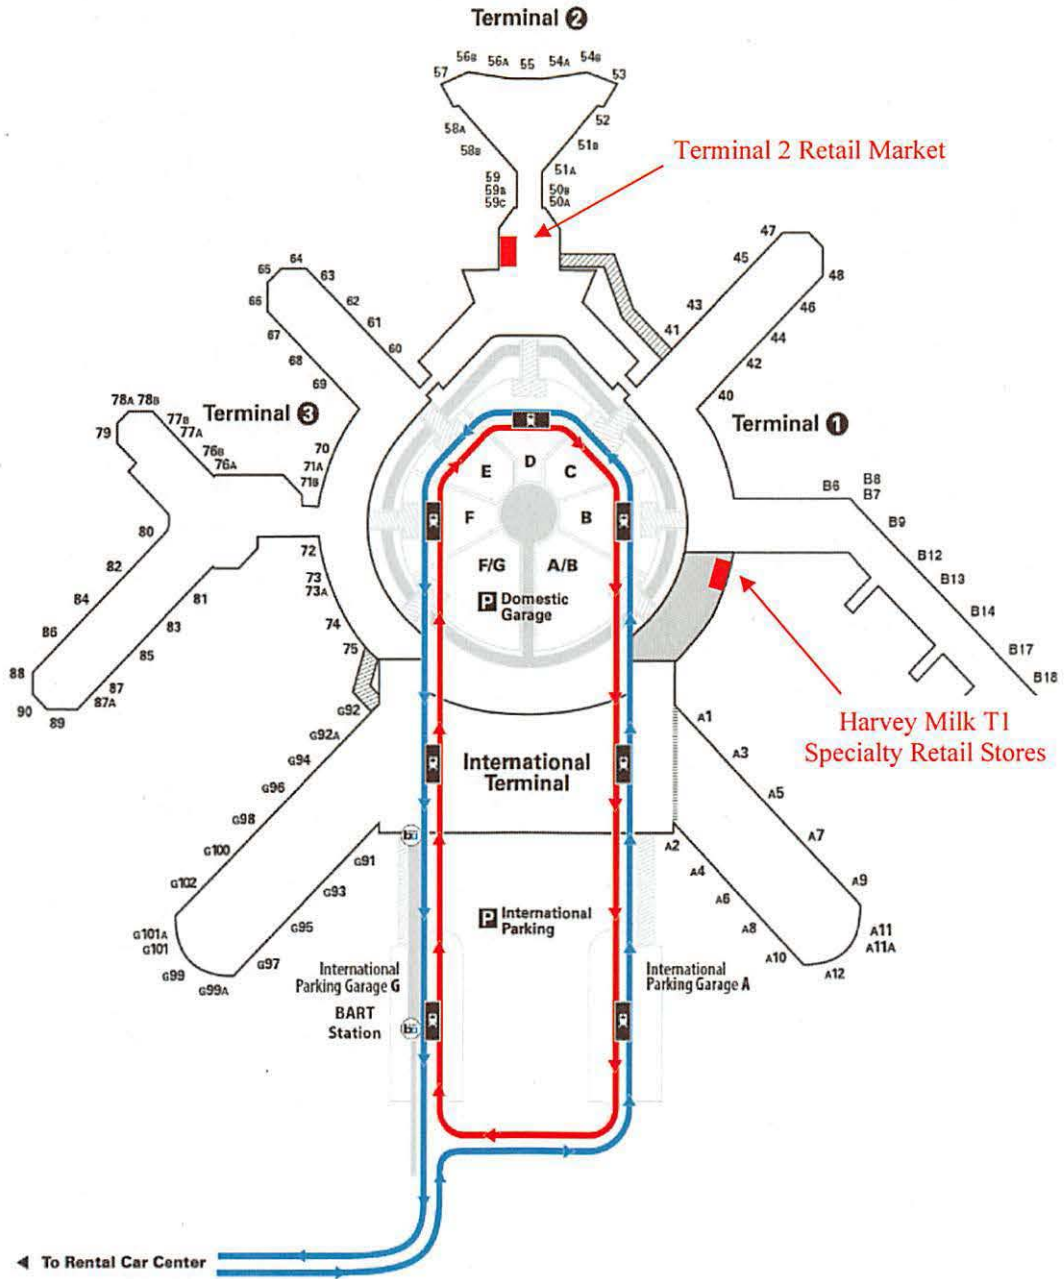 Terminal 2
56B
56A
55
54A
54B
57
53
58A
52
58B
51B
Terminal 2 Retail Market
59
51A
59B
50B
59C
50A
47
45
48
64
65
63
43
46
66
62
41
44
67
61
42
68
60
40
69
78A 78B
Terminal 3
Terminal 1
77B
77A
79
76B
76A
70
71A
71B
E
D
C
B6
B8
B7
F
B
B9
80
72
B12
82
F/G
A/B
73
73A
B13
84
81
P Domestic
Garage
B14
86
83
74
85
75
B17
88
87
B18
87A
90
89
G92
A1
Harvey Milk T1
Specialty Retail Stores
G92A
G94
A3
International
Terminal
G96
A5
G98
A7
G100
G91
A2
G102
G93
A4
A9
A6
International
Parking
P
G101A
G101
G95
A8
A11
A11A
G99
G97
A10
A12
G99A
International
Parking Garage G
International
Parking Garage A
BART
Station
To Rental Car Center